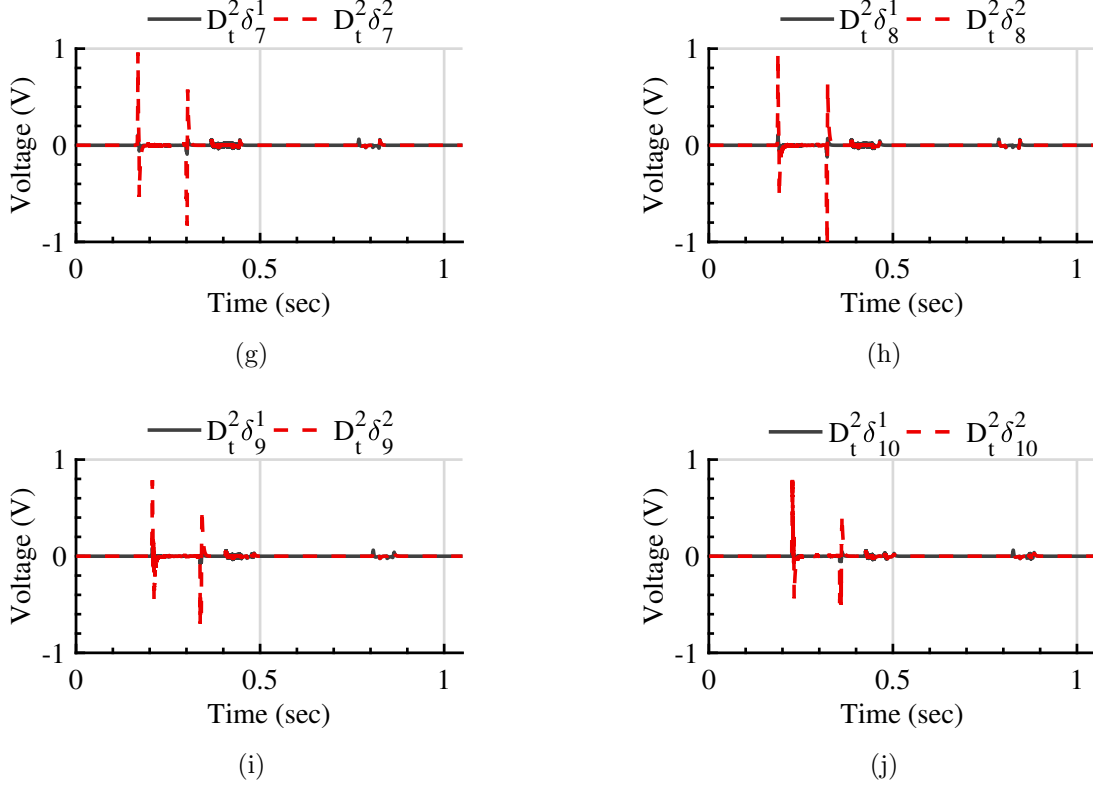 D_t^2δ_7^1 D_t^2δ_7^2
D_t^2δ_8^1 D_t^2δ_8^2
1
0
-1
Voltage (V)
0 0.5 1
Time (sec)
(g)
1
0
-1
Voltage (V)
0 0.5 1
Time (sec)
(h)
D_t^2δ_9^1 D_t^2δ_9^2
1
0
-1
Voltage (V)
0 0.5 1
Time (sec)
(i)
D_t^2δ_10^1 D_t^2δ_10^2
1
0
-1
Voltage (V)
0 0.5 1
Time (sec)
(j)